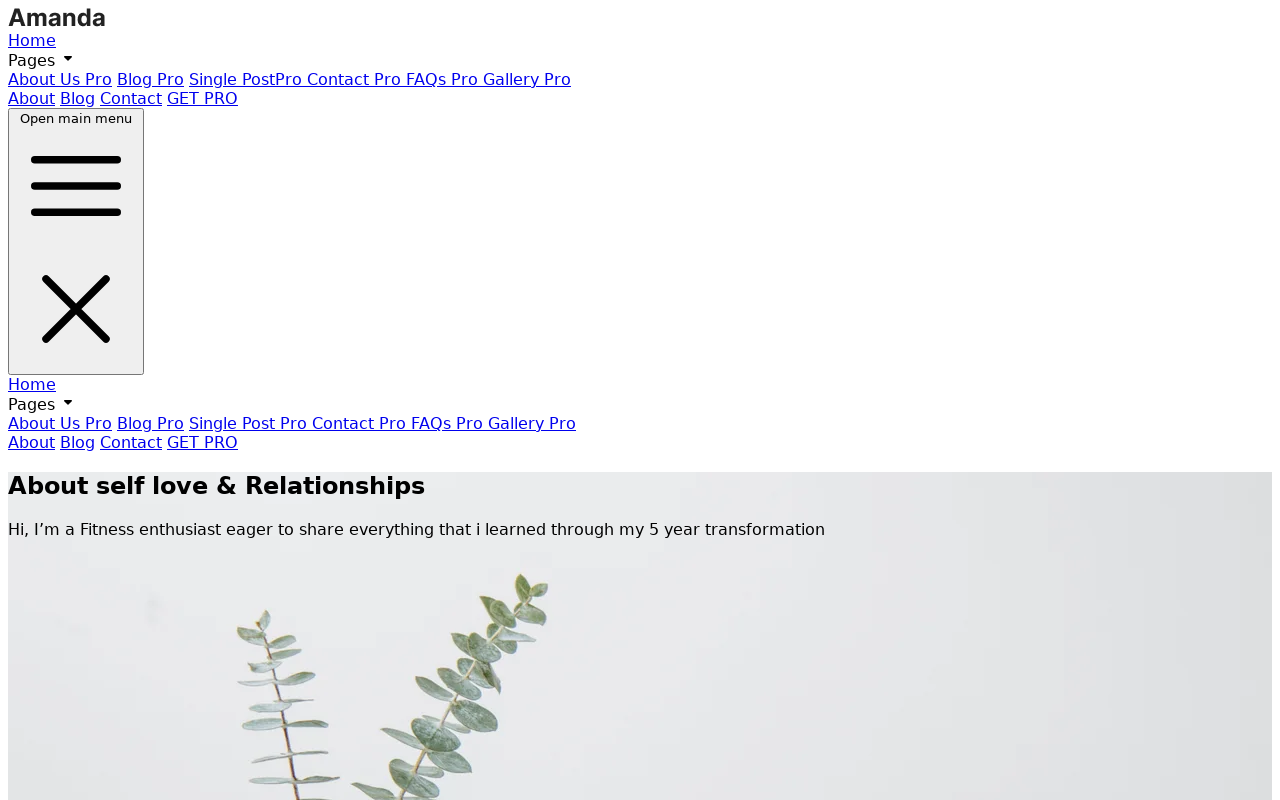 Amanda
Home
Pages
About Us Pro Blog Pro Single PostPro Contact Pro FAQs Pro Gallery Pro
About Blog Contact GET PRO
Open main menu
Home
Pages
About Us Pro Blog Pro Single Post Pro Contact Pro FAQs Pro Gallery Pro
About Blog Contact GET PRO
About self love & Relationships
Hi, I’m a Fitness enthusiast eager to share everything that i learned through my 5 year transformation